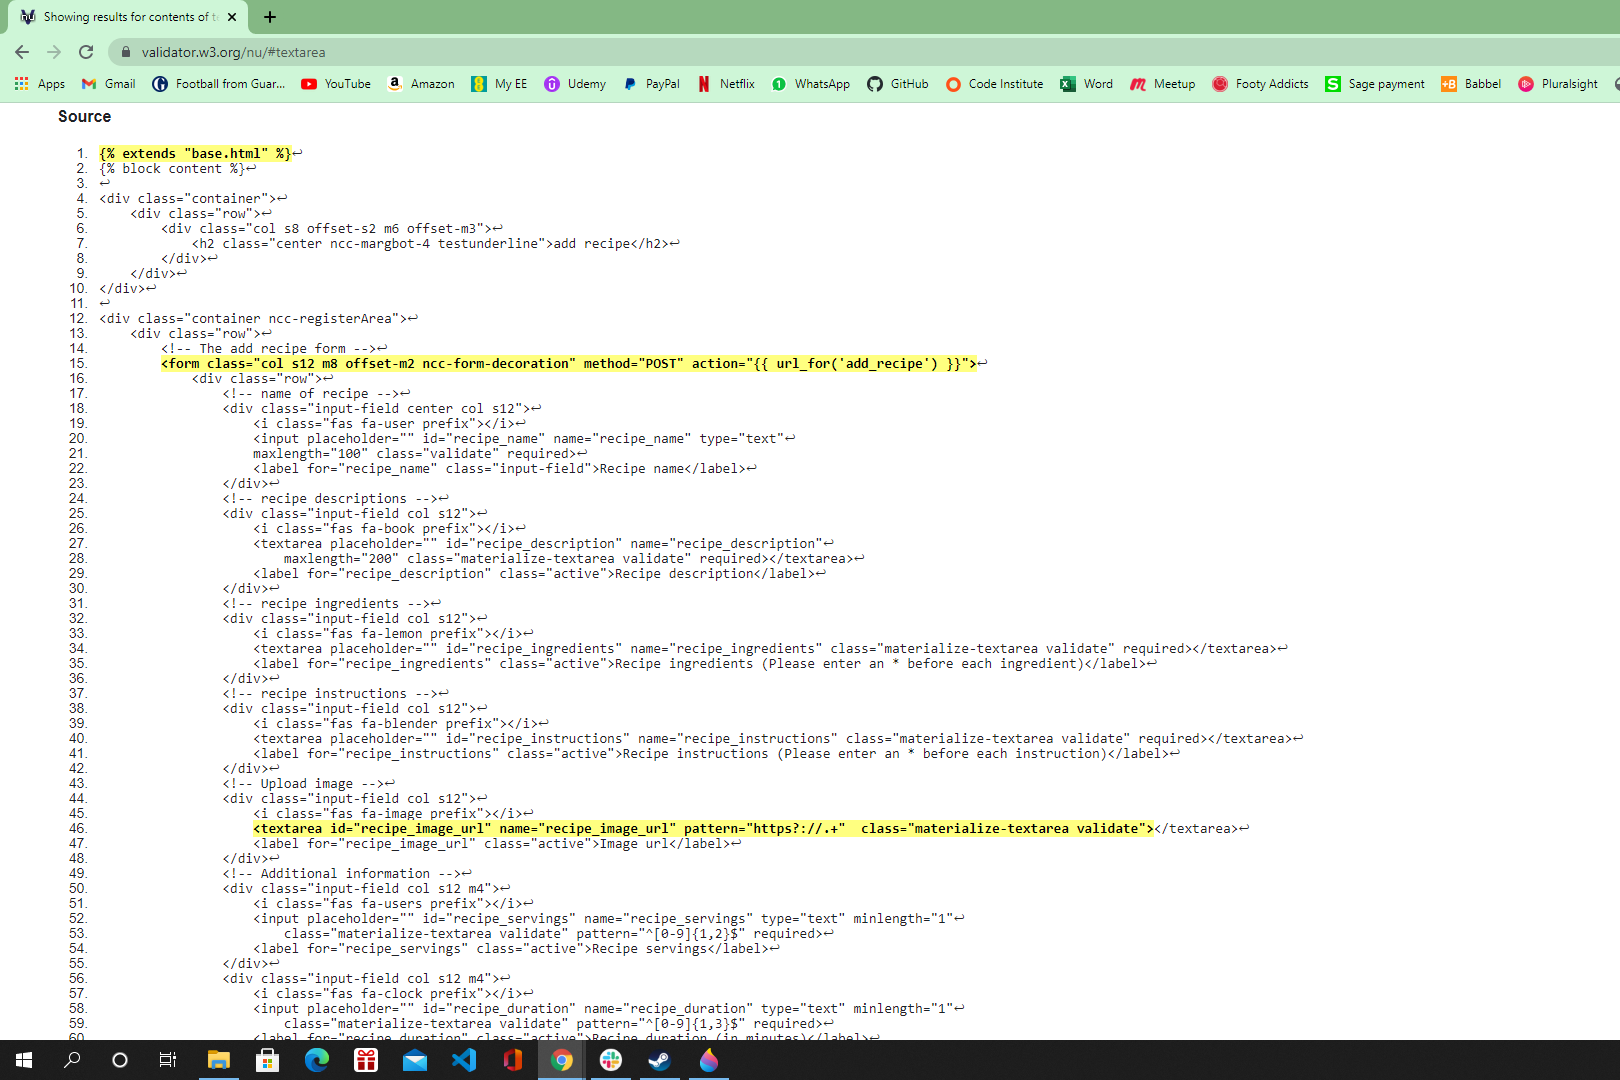 Showing results for contents of t
validator.w3.org/nu/#textarea
Apps Gmail Football from Guar... YouTube Amazon My EE Udemy PayPal Netflix WhatsApp GitHub Code Institute Word Meetup Footy Addicts Sage payment Babbel Pluralsight
Source
1. {% extends "base.html" %}↩
2. {% block content %}↩
3. ↩
4. <div class="container">↩
5. <div class="row">↩
6. <div class="col s8 offset-s2 m6 offset-m3">↩
7. <h2 class="center ncc-margbot-4 testunderline">add recipe</h2>↩
8. </div>↩
9. </div>↩
10. </div>↩
11. ↩
12. <div class="container ncc-registerArea">↩
13. <div class="row">↩
14. <!-- The add recipe form -->↩
15. <form class="col s12 m8 offset-m2 ncc-form-decoration" method="POST" action="{{ url_for('add_recipe') }}">↩
16. <div class="row">↩
17. <!-- name of recipe -->↩
18. <div class="input-field center col s12">↩
19. <i class="fas fa-user prefix"></i>↩
20. <input placeholder="" id="recipe_name" name="recipe_name" type="text"↩
21. maxlength="100" class="validate" required>↩
22. <label for="recipe_name" class="input-field">Recipe name</label>↩
23. </div>↩
24. <!-- recipe descriptions -->↩
25. <div class="input-field col s12">↩
26. <i class="fas fa-book prefix"></i>↩
27. <textarea placeholder="" id="recipe_description" name="recipe_description"↩
28. maxlength="200" class="materialize-textarea validate" required></textarea>↩
29. <label for="recipe_description" class="active">Recipe description</label>↩
30. </div>↩
31. <!-- recipe ingredients -->↩
32. <div class="input-field col s12">↩
33. <i class="fas fa-lemon prefix"></i>↩
34. <textarea placeholder="" id="recipe_ingredients" name="recipe_ingredients" class="materialize-textarea validate" required></textarea>↩
35. <label for="recipe_ingredients" class="active">Recipe ingredients (Please enter an * before each ingredient)</label>↩
36. </div>↩
37. <!-- recipe instructions -->↩
38. <div class="input-field col s12">↩
39. <i class="fas fa-blender prefix"></i>↩
40. <textarea placeholder="" id="recipe_instructions" name="recipe_instructions" class="materialize-textarea validate" required></textarea>↩
41. <label for="recipe_instructions" class="active">Recipe instructions (Please enter an * before each instruction)</label>↩
42. </div>↩
43. <!-- Upload image -->↩
44. <div class="input-field col s12">↩
45. <i class="fas fa-image prefix"></i>↩
46. <textarea id="recipe_image_url" name="recipe_image_url" pattern="https?://.+"  class="materialize-textarea validate"></textarea>↩
47. <label for="recipe_image_url" class="active">Image url</label>↩
48. </div>↩
49. <!-- Additional information -->↩
50. <div class="input-field col s12 m4">↩
51. <i class="fas fa-users prefix"></i>↩
52. <input placeholder="" id="recipe_servings" name="recipe_servings" type="text" minlength="1"↩
53. class="materialize-textarea validate" pattern="^[0-9]{1,2}$" required>↩
54. <label for="recipe_servings" class="active">Recipe servings</label>↩
55. </div>↩
56. <div class="input-field col s12 m4">↩
57. <i class="fas fa-clock prefix"></i>↩
58. <input placeholder="" id="recipe_duration" name="recipe_duration" type="text" minlength="1"↩
59. class="materialize-textarea validate" pattern="^[0-9]{1,3}$" required>↩
60. <label for="recipe_duration" class="active">Recipe duration (in minutes)</label>↩